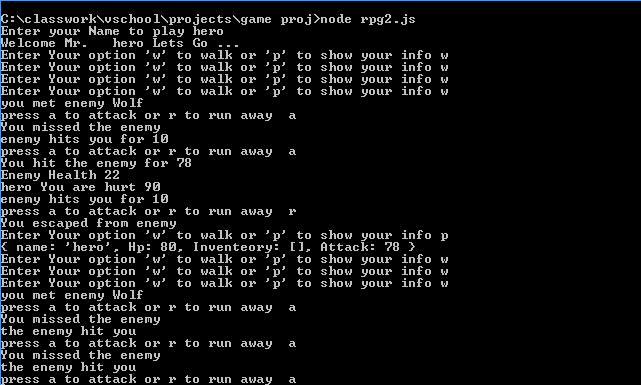 C:\classwork\vschool\projects\game proj>node rpg2.js
Enter your Name to play hero
Welcome Mr.   hero Lets Go ...
Enter Your option 'w' to walk or 'p' to show your info w
Enter Your option 'w' to walk or 'p' to show your info w
Enter Your option 'w' to walk or 'p' to show your info w
Enter Your option 'w' to walk or 'p' to show your info w
you met enemy Wolf
press a to attack or r to run away  a
You missed the enemy
enemy hits you for 10
press a to attack or r to run away  a
You hit the enemy for 78
Enemy Health 22
hero You are hurt 90
enemy hits you for 10
press a to attack or r to run away  r
You escaped from enemy
Enter Your option 'w' to walk or 'p' to show your info p
{ name: 'hero', Hp: 80, Inventeory: [], Attack: 78 }
Enter Your option 'w' to walk or 'p' to show your info w
Enter Your option 'w' to walk or 'p' to show your info w
Enter Your option 'w' to walk or 'p' to show your info w
you met enemy Wolf
press a to attack or r to run away  a
You missed the enemy
the enemy hit you
press a to attack or r to run away  a
You missed the enemy
the enemy hit you
press a to attack or r to run away  a